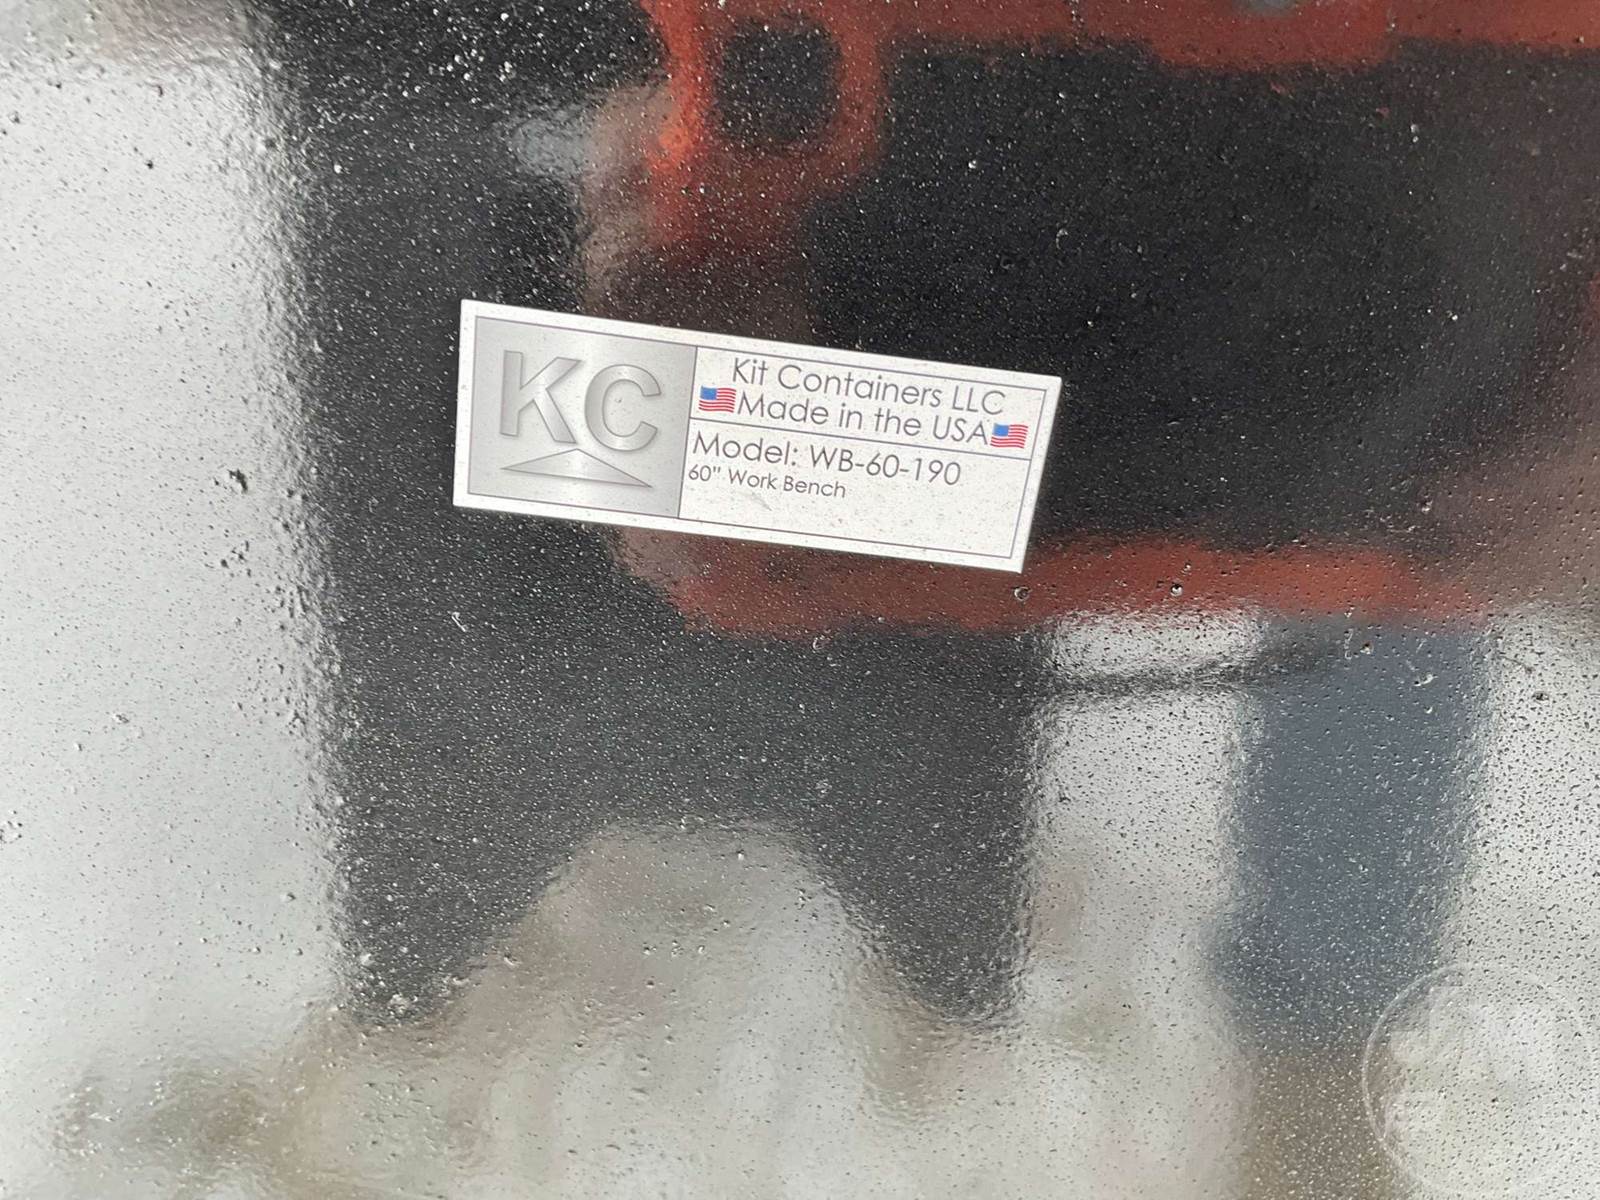 KC
Kit Containers LLC
Made in the USA
Model: WB-60-190
60" Work Bench